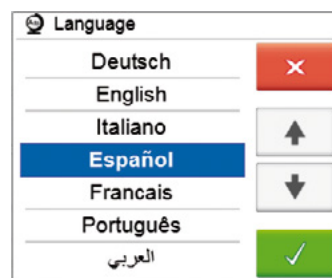 Language
Deutsch
English
Italiano
Español
Francais
Português
العربي